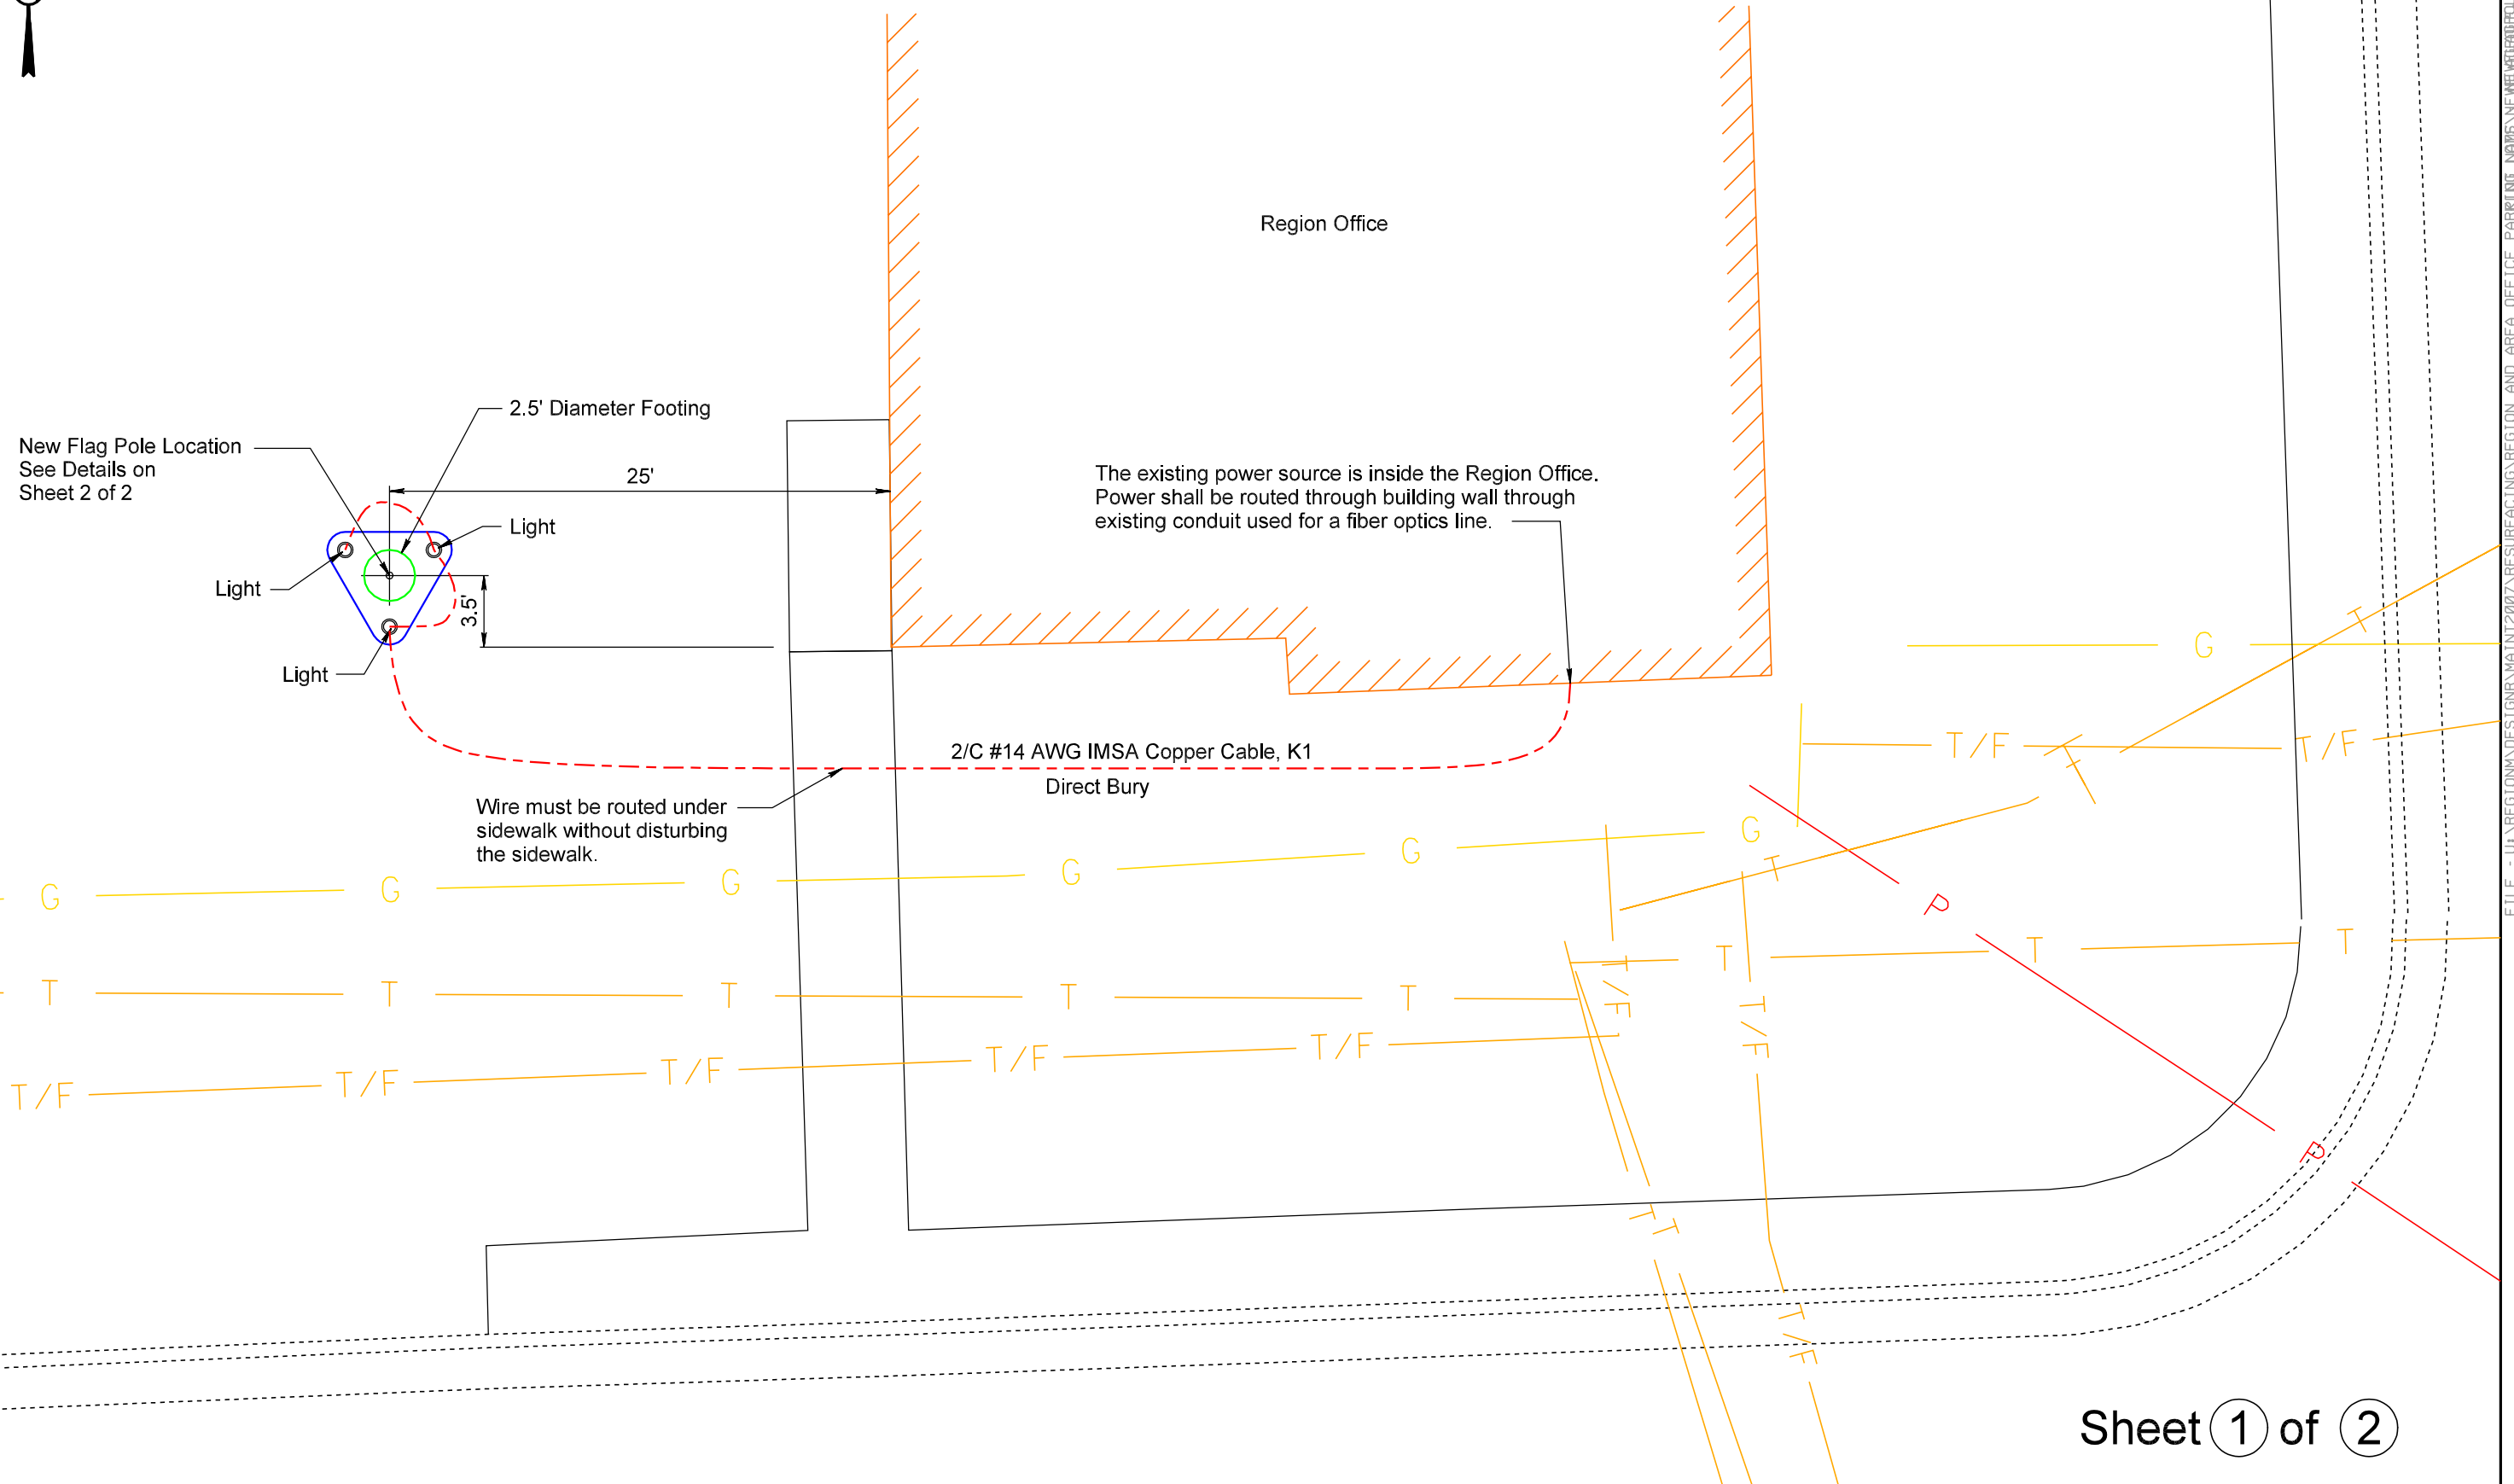 Region Office
2.5' Diameter Footing
New Flag Pole Location
See Details on
Sheet 2 of 2
25'
The existing power source is inside the Region Office.
Power shall be routed through building wall through
existing conduit used for a fiber optics line.
Light
Light
3.5'
Light
2/C #14 AWG IMSA Copper Cable, K1
Direct Bury
Wire must be routed under
sidewalk without disturbing
the sidewalk.
T
G
T/F
T/F
T
G
G
G
G
G
G
T
P
T
T
T
T
T
T
T
T
T/F
T/F
T/F
T/F
T/F
T/F
T/F
P
T
T
T/F
Sheet 1 of 2